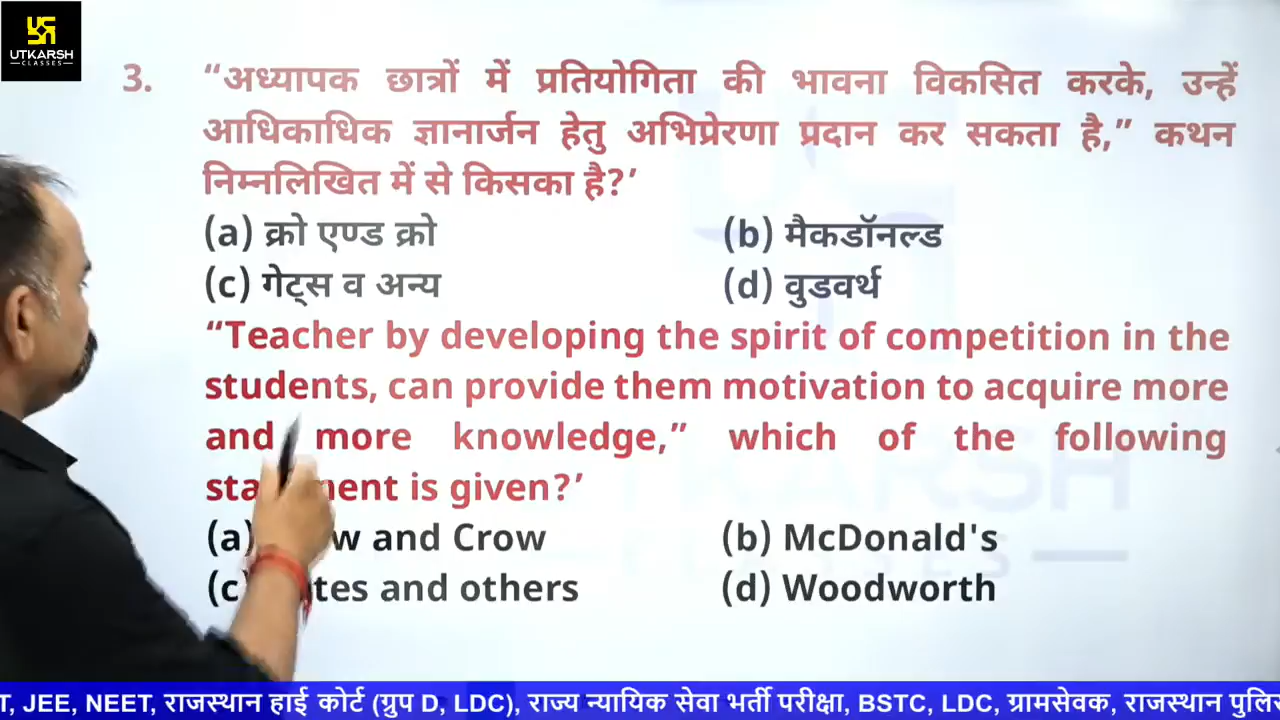 UTKARSH
CLASSES
3. “अध्यापक छात्रों में प्रतियोगिता की भावना विकसित करके, उन्हें
आधिकाधिक ज्ञानार्जन हेतु अभिप्रेरणा प्रदान कर सकता है,” कथन
निम्नलिखित में से किसका है?’
(a) क्रो एण्ड क्रो (b) मैकडॉनल्ड
(c) गेट्स व अन्य (d) वुडवर्थ
“Teacher by developing the spirit of competition in the
students, can provide them motivation to acquire more
and more knowledge,” which of the following
is given?’
(a) and Crow (b) McDonald's
(c) and others (d) Woodworth
T, JEE, NEET, राजस्थान हाई कोर्ट (ग्रुप D, LDC), राज्य न्यायिक सेवा भर्ती परीक्षा, BSTC, LDC, ग्रामसेवक, राजस्थान